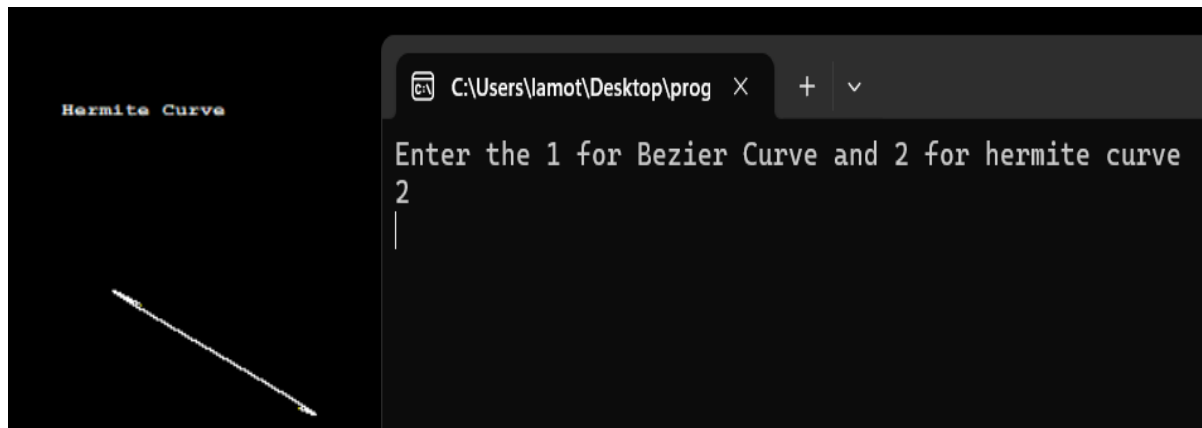 Hermite Curve
C:\Users\lamot\Desktop\prog
Enter the 1 for Bezier Curve and 2 for hermite curve
2